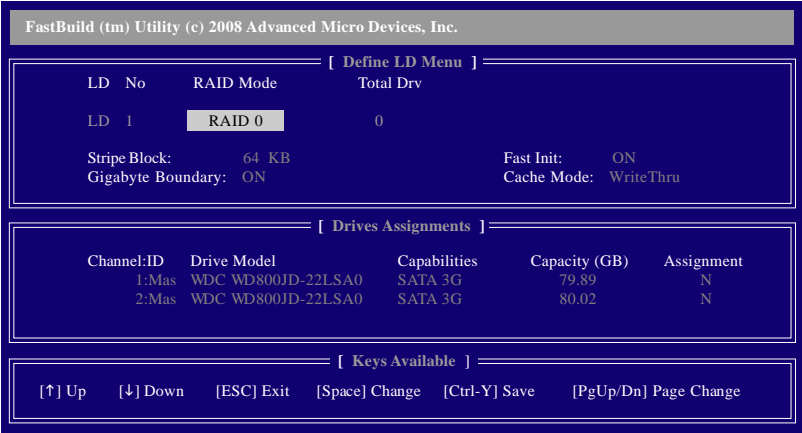 FastBuild (tm) Utility (c) 2008 Advanced Micro Devices, Inc.
[ Define LD Menu ]
LD No RAID Mode Total Drv
LD 1 RAID 0 0
Stripe Block: 64 KB Fast Init: ON
Gigabyte Boundary: ON Cache Mode: WriteThru
[ Drives Assignments ]
Channel:ID Drive Model Capabilities Capacity (GB) Assignment
1:Mas WDC WD800JD-22LSA0 SATA 3G 79.89 N
2:Mas WDC WD800JD-22LSA0 SATA 3G 80.02 N
[ Keys Available ]
[↑] Up [↓] Down [ESC] Exit [Space] Change [Ctrl-Y] Save [PgUp/Dn] Page Change